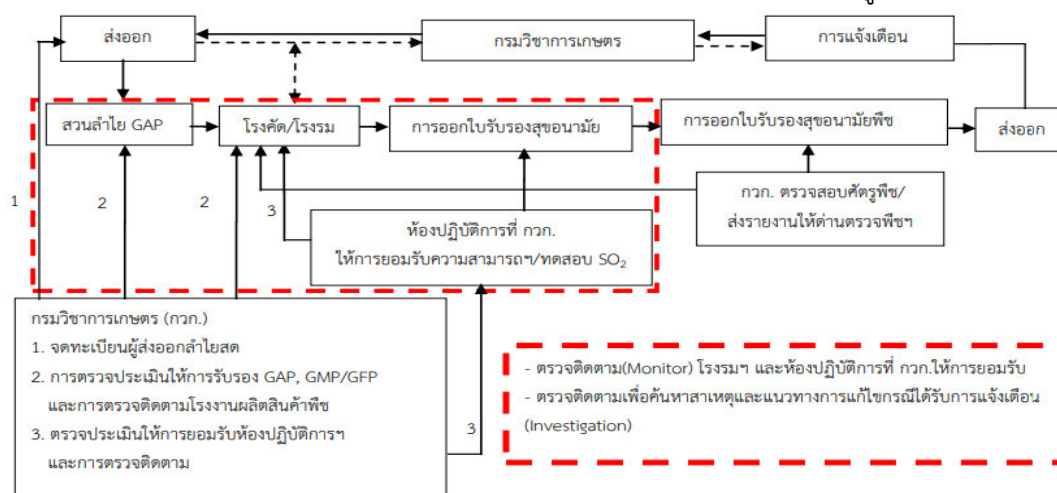 ส่งออก
กรมวิชาการเกษตร
การแจ้งเตือน
สวนลำไย GAP
โรงคัด/โรงรม
การออกใบรับรองสุขอนามัย
การออกใบรับรองสุขอนามัยพืช
ส่งออก
1
2
2
3
ห้องปฏิบัติการที่ กวก.
ให้การยอมรับความสามารถฯ/ทดสอบ SO₂
กวก. ตรวจสอบศัตรูพืช/
ส่งรายงานให้ด่านตรวจพืชฯ
กรมวิชาการเกษตร (กวก.)
1. จดทะเบียนผู้ส่งออกลำไยสด
2. การตรวจประเมินให้การรับรอง GAP, GMP/GFP
และการตรวจติดตามโรงงานผลิตสินค้าพืช
3. ตรวจประเมินให้การยอมรับห้องปฏิบัติการฯ
และการตรวจติดตาม
3
- ตรวจติดตาม(Monitor) โรงรมฯ และห้องปฏิบัติการที่ กวก.ให้การยอมรับ
- ตรวจติดตามเพื่อค้นหาสาเหตุและแนวทางการแก้ไขกรณีได้รับการแจ้งเตือน
(Investigation)